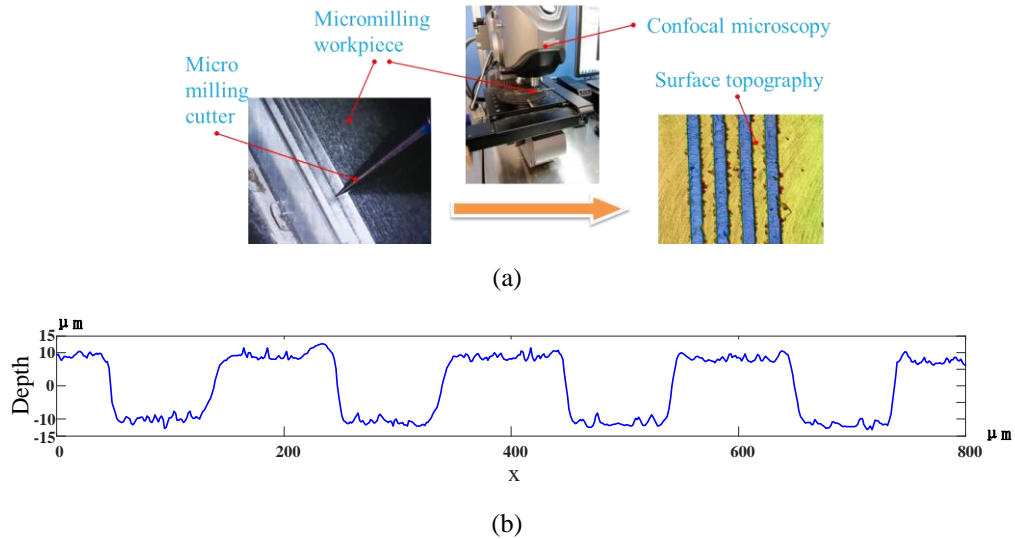 Micromilling
workpiece
Confocal microscopy
Micro
milling
cutter
Surface topography
(a)
μm
15
10
0
-10
-15
Depth
μm
0 200 400 600 800
X
(b)